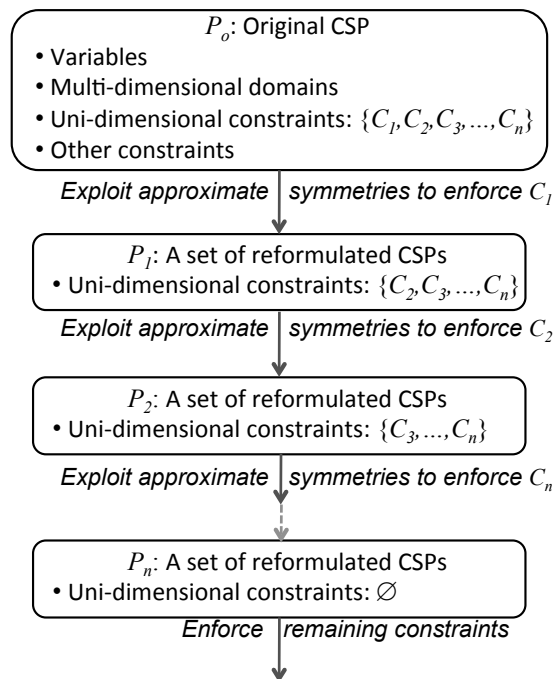 P_o: Original CSP
• Variables
• Multi-dimensional domains
• Uni-dimensional constraints: {C_1,C_2,C_3,...,C_n}
• Other constraints
Exploit approximate symmetries to enforce C_1
P_1: A set of reformulated CSPs
• Uni-dimensional constraints: {C_2,C_3,...,C_n}
Exploit approximate symmetries to enforce C_2
P_2: A set of reformulated CSPs
• Uni-dimensional constraints: {C_3,...,C_n}
Exploit approximate symmetries to enforce C_n
P_n: A set of reformulated CSPs
• Uni-dimensional constraints: ∅
Enforce remaining constraints